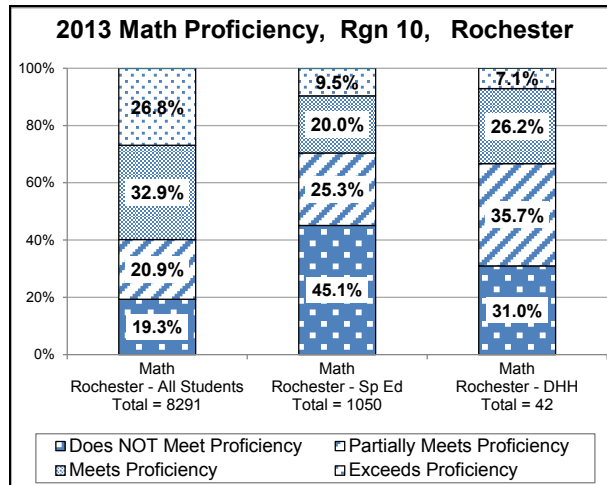 2013 Math Proficiency, Rgn 10, Rochester
100%
80%
60%
40%
20%
0%
26.8%
32.9%
20.9%
19.3%
9.5%
20.0%
25.3%
45.1%
7.1%
26.2%
35.7%
31.0%
Math
Rochester - All Students
Total = 8291
Math
Rochester - Sp Ed
Total = 1050
Math
Rochester - DHH
Total = 42
Does NOT Meet Proficiency
Partially Meets Proficiency
Meets Proficiency
Exceeds Proficiency